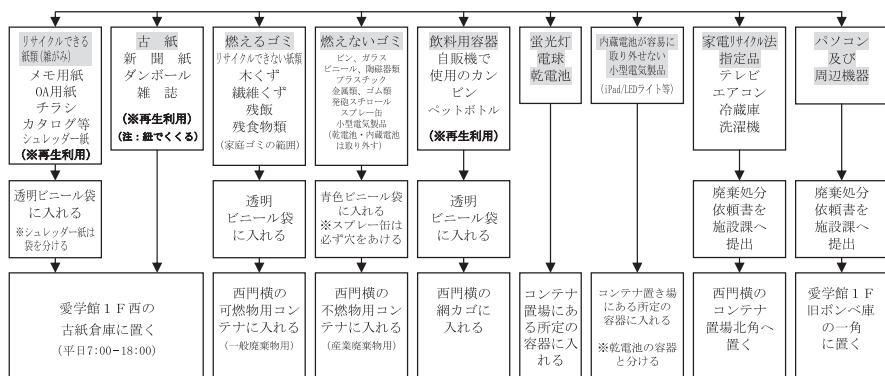 リサイクルできる
紙類(雑がみ)
メモ用紙
OA用紙
チラシ
カタログ等
シュレッダー紙
(※再生利用)
古紙
新聞紙
ダンボール
雑誌
(※再生利用)
(注：紐でくくる)
燃えるゴミ
リサイクルできない紙類
木くず
繊維くず
残飯
残食物類
(家庭ゴミの範囲)
燃えないゴミ
ビン、ガラス
ビニール、陶磁器類
プラスチック
金属類、ゴム類
発泡スチロール
スプレー缶
小型電気製品
(乾電池・内蔵電池
は取り外す)
飲料用容器
自販機で
使用のカン
ビン
ペットボトル
(※再生利用)
蛍光灯
電球
乾電池
内蔵電池が容易に
取り外せない
小型電気製品
(iPad/LEDライト等)
家電リサイクル法
指定品
テレビ
エアコン
冷蔵庫
洗濯機
パソコン
及び
周辺機器
透明ビニール袋
に入れる
※シュレッダー紙は
袋を分ける
透明
ビニール袋
に入れる
青色ビニール袋
に入れる
※スプレー缶は
必ず穴をあける
透明
ビニール袋
に入れる
廃棄処分
依頼書を
施設課へ
提出
廃棄処分
依頼書を
施設課へ
提出
愛学館１Ｆ西の
古紙倉庫に置く
(平日7:00-18:00)
西門横の
可燃物用コン
テナに入れる
(一般廃棄物用)
西門横の
不燃物用コン
テナに入れる
(産業廃棄物用)
西門横の
網カゴに
入れる
コンテナ
置場にあ
る所定の
容器に入
れる
コンテナ置き場
にある所定の
容器に入れる
※乾電池の容器
と分ける
西門横の
コンテナ
置場北角へ
置く
愛学館１Ｆ
旧ボンベ庫
の一角
に置く